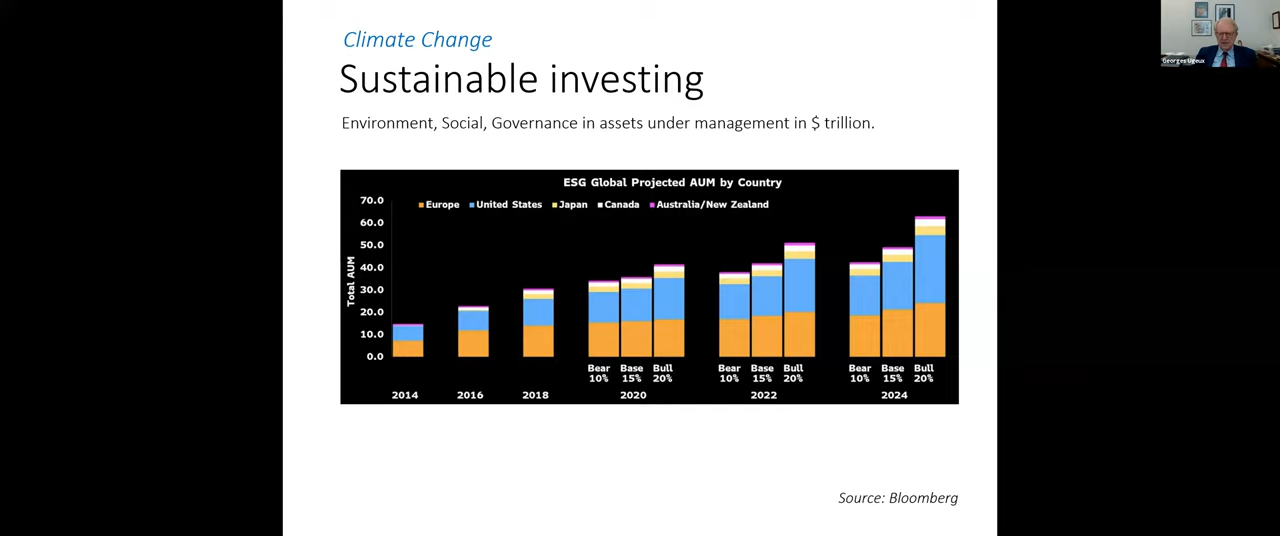 Climate Change
Sustainable investing
Environment, Social, Governance in assets under management in $ trillion.
ESG Global Projected AUM by Country
Europe United States Japan Canada Australia/New Zealand
Total AUM
70.0
60.0
50.0
40.0
30.0
20.0
10.0
0.0
Bear Base Bull Bear Base Bull Bear Base Bull
10% 15% 20% 10% 15% 20% 10% 15% 20%
2014 2016 2018 2020 2022 2024
Source: Bloomberg
Georges Ugeux